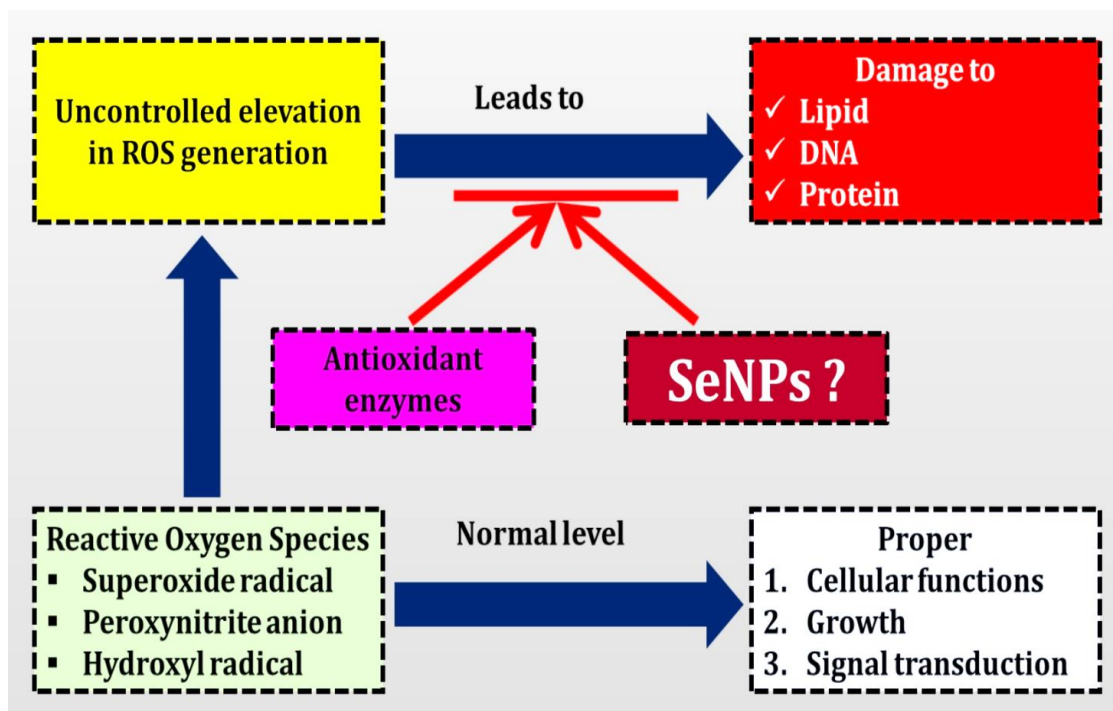 Uncontrolled elevation
in ROS generation
Leads to
Damage to
✓ Lipid
✓ DNA
✓ Protein
Antioxidant
enzymes
SeNPs ?
Reactive Oxygen Species
▪ Superoxide radical
▪ Peroxynitrite anion
▪ Hydroxyl radical
Normal level
Proper
1. Cellular functions
2. Growth
3. Signal transduction